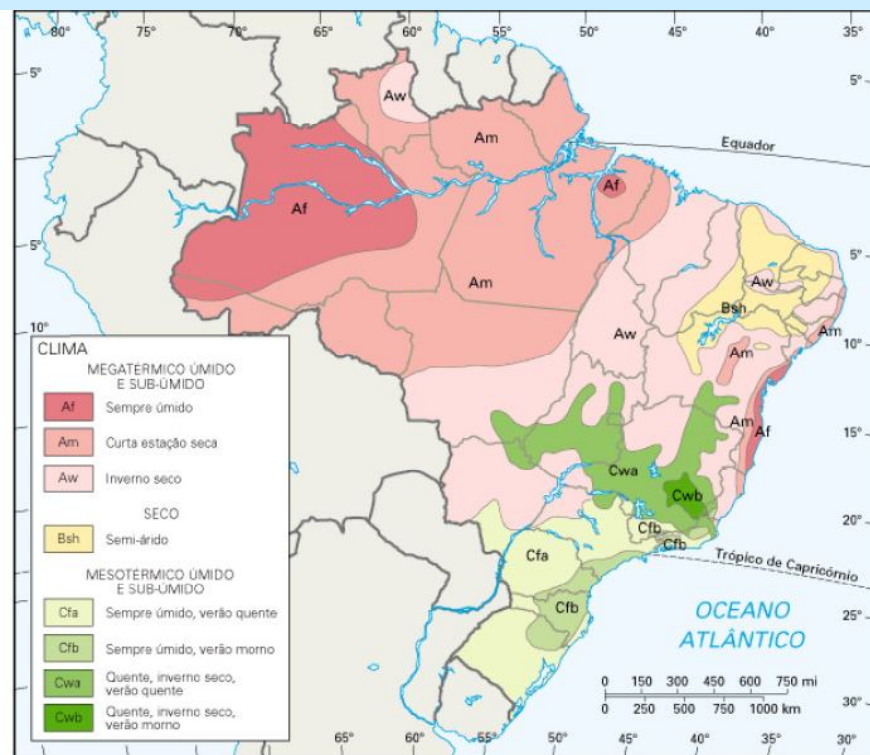 80° 75° 70° 65° 60° 55° 50° 45° 40° 35° 34°
5°
5°
Aw
Am
Equador
Af
Af
5°
5°
Am
Aw
Bsh
Aw
10°
Am
Am
10°
CLIMA
MEGATÉRMICO ÚMIDO
E SUB-ÚMIDO
Af Sempre úmido
Am Curta estação seca
Aw Inverno seco
SECO
Bsh Semi-árido
MESOTÉRMICO ÚMIDO
E SUB-ÚMIDO
Cfa Sempre úmido, verão quente
Cfb Sempre úmido, verão morno
Cwa Quente, inverno seco,
verão quente
Cwb Quente, inverno seco,
verão morno
Am
Af
15°
Cwa
Cwb
Cfb
20°
Cfb
Trópico de Capricórnio
Cfa
Cfb
OCEANO
ATLÂNTICO
25°
0 150 300 450 600 750 mi
0 250 500 750 1000 km
30°
65° 60° 55° 50° 45° 40° 35° 30°